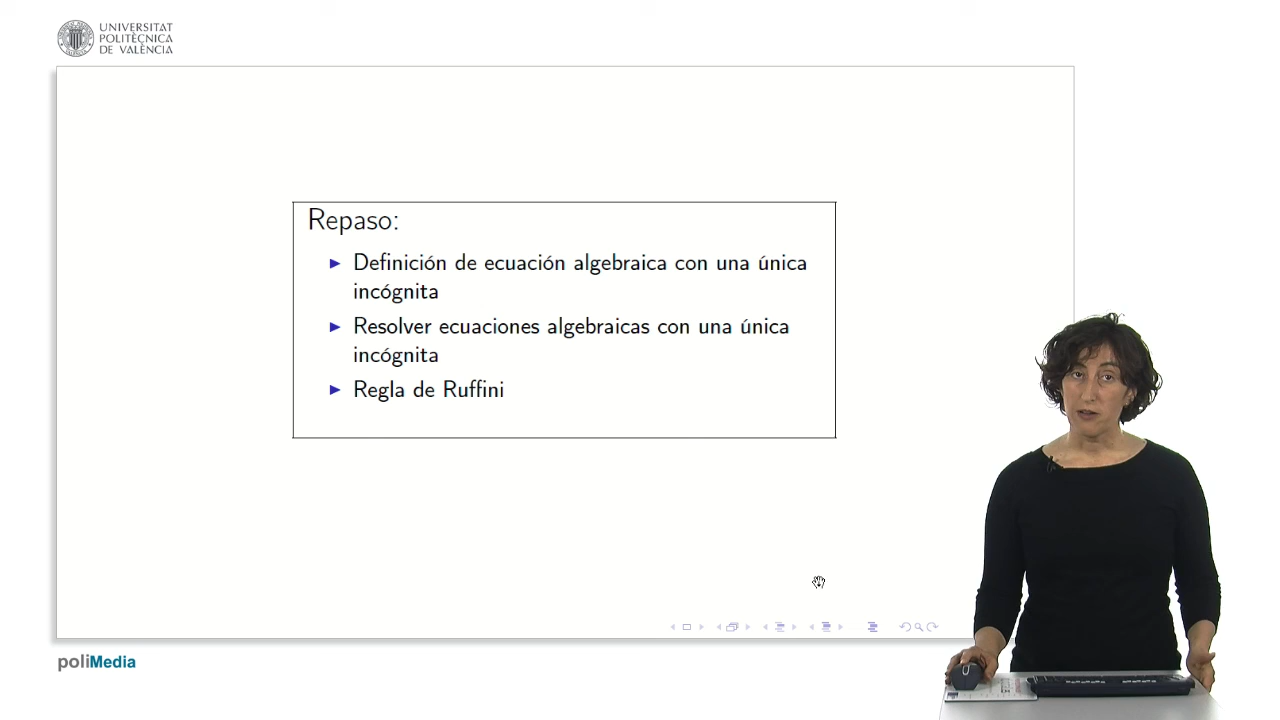 UNIVERSITAT
POLITÈCNICA
DE VALÈNCIA
Repaso:
Definición de ecuación algebraica con una única
incógnita
Resolver ecuaciones algebraicas con una única
incógnita
Regla de Ruffini
poliMedia